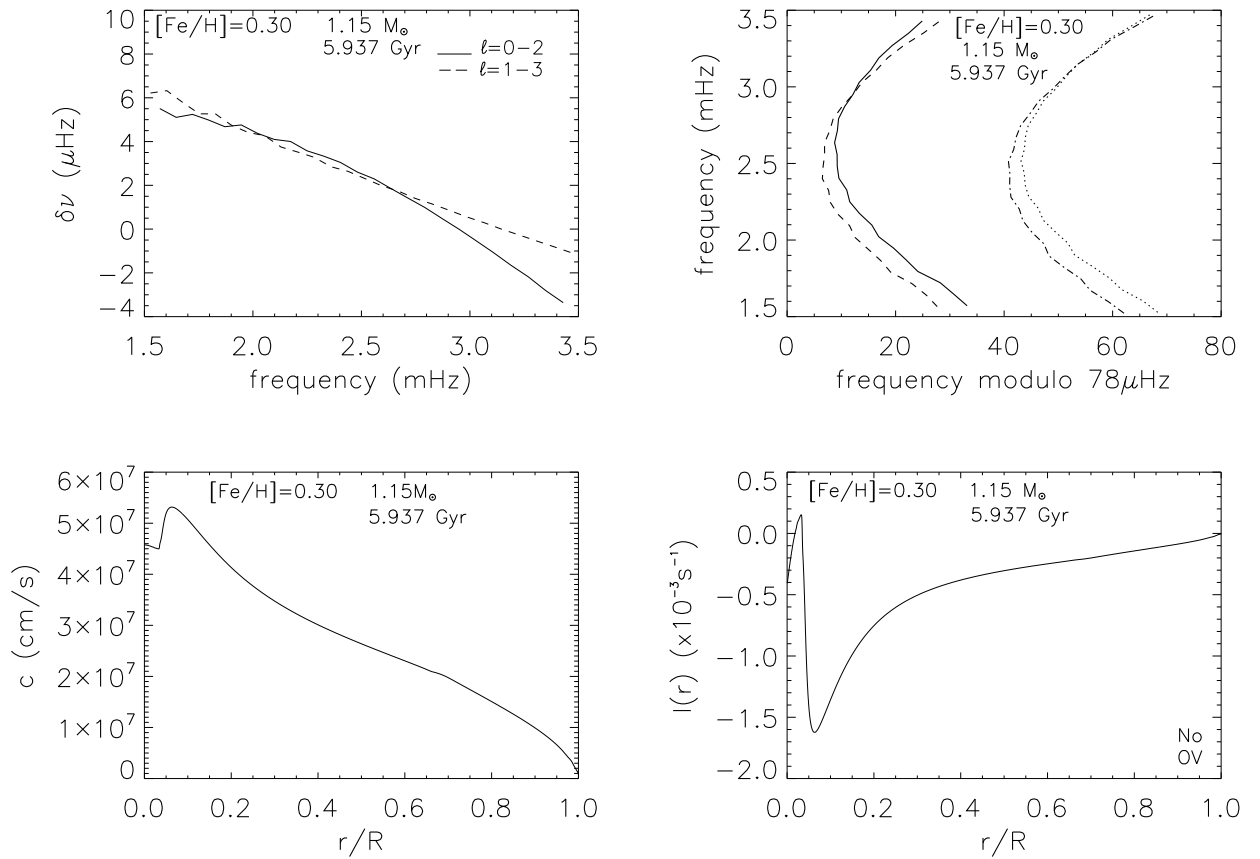 [Fe/H]=0.30 1.15 M⊙
5.937 Gyr
ℓ=0−2
ℓ=1−3
10
8
6
4
2
0
−2
−4
δν (μHz)
1.5 2.0 2.5 3.0 3.5
frequency (mHz)
[Fe/H]=0.30
1.15 M⊙
5.937 Gyr
3.5
3.0
2.5
2.0
1.5
frequency (mHz)
0 20 40 60 80
frequency modulo 78μHz
[Fe/H]=0.30 1.15M⊙
5.937 Gyr
6×10⁷
5×10⁷
4×10⁷
3×10⁷
2×10⁷
1×10⁷
0
c (cm/s)
0.0 0.2 0.4 0.6 0.8 1.0
r/R
[Fe/H]=0.30 1.15 M⊙
5.937 Gyr
0.5
0.0
−0.5
−1.0
−1.5
−2.0
I(r) (x10⁻³s⁻¹)
No
OV
0.0 0.2 0.4 0.6 0.8 1.0
r/R